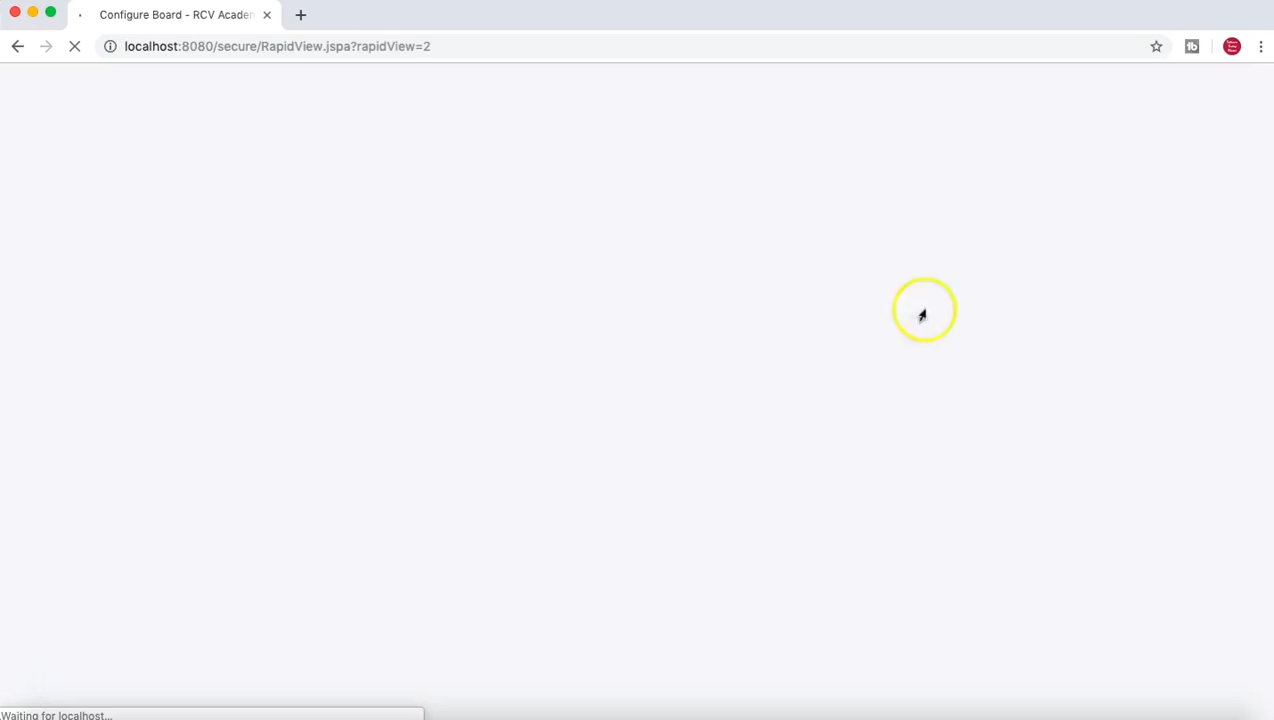 Configure Board - RCV Acaden
localhost:8080/secure/RapidView.jspa?rapidView=2
Waiting for localhost...